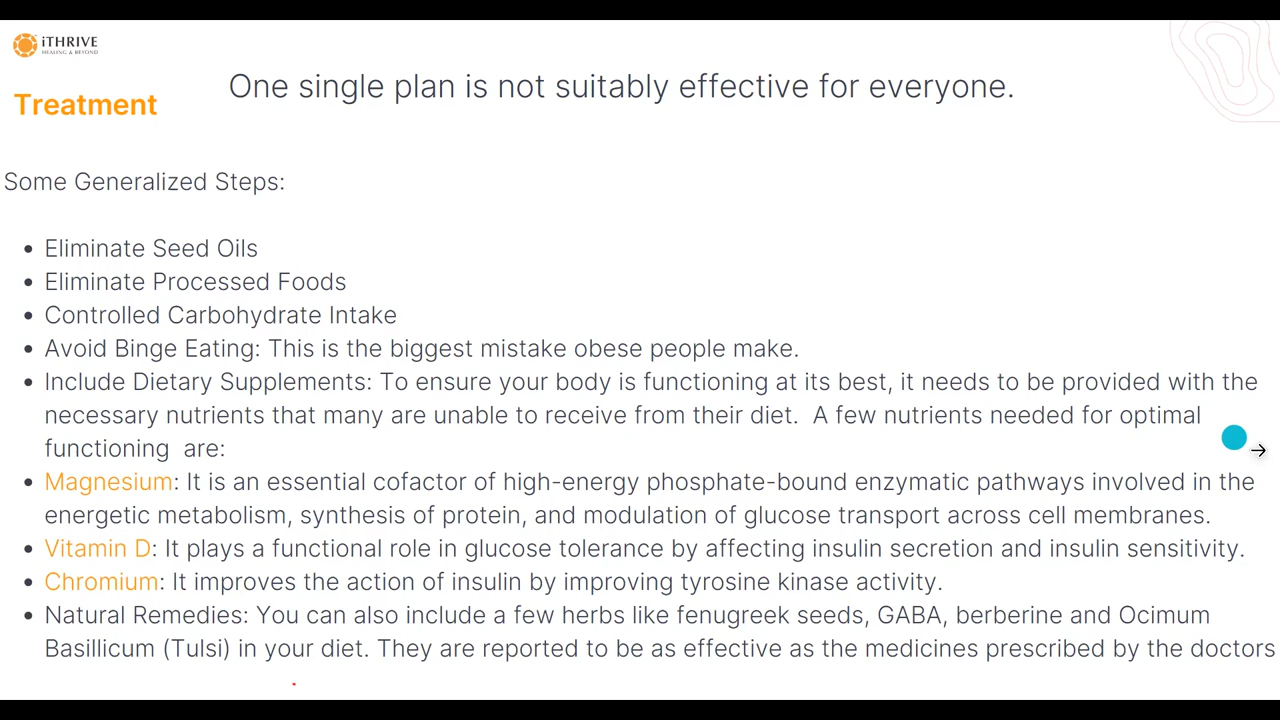 iTHRIVE
HEALING & BEYOND
One single plan is not suitably effective for everyone.
Treatment
Some Generalized Steps:
• Eliminate Seed Oils
• Eliminate Processed Foods
• Controlled Carbohydrate Intake
• Avoid Binge Eating: This is the biggest mistake obese people make.
• Include Dietary Supplements: To ensure your body is functioning at its best, it needs to be provided with the
necessary nutrients that many are unable to receive from their diet. A few nutrients needed for optimal
functioning are:
• Magnesium: It is an essential cofactor of high-energy phosphate-bound enzymatic pathways involved in the
energetic metabolism, synthesis of protein, and modulation of glucose transport across cell membranes.
• Vitamin D: It plays a functional role in glucose tolerance by affecting insulin secretion and insulin sensitivity.
• Chromium: It improves the action of insulin by improving tyrosine kinase activity.
• Natural Remedies: You can also include a few herbs like fenugreek seeds, GABA, berberine and Ocimum
Basillicum (Tulsi) in your diet. They are reported to be as effective as the medicines prescribed by the doctors